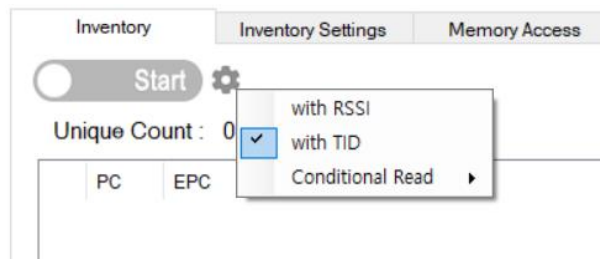 Inventory Inventory Settings Memory Access
Start
with RSSI
Unique Count : 0
with TID
PC EPC
Conditional Read